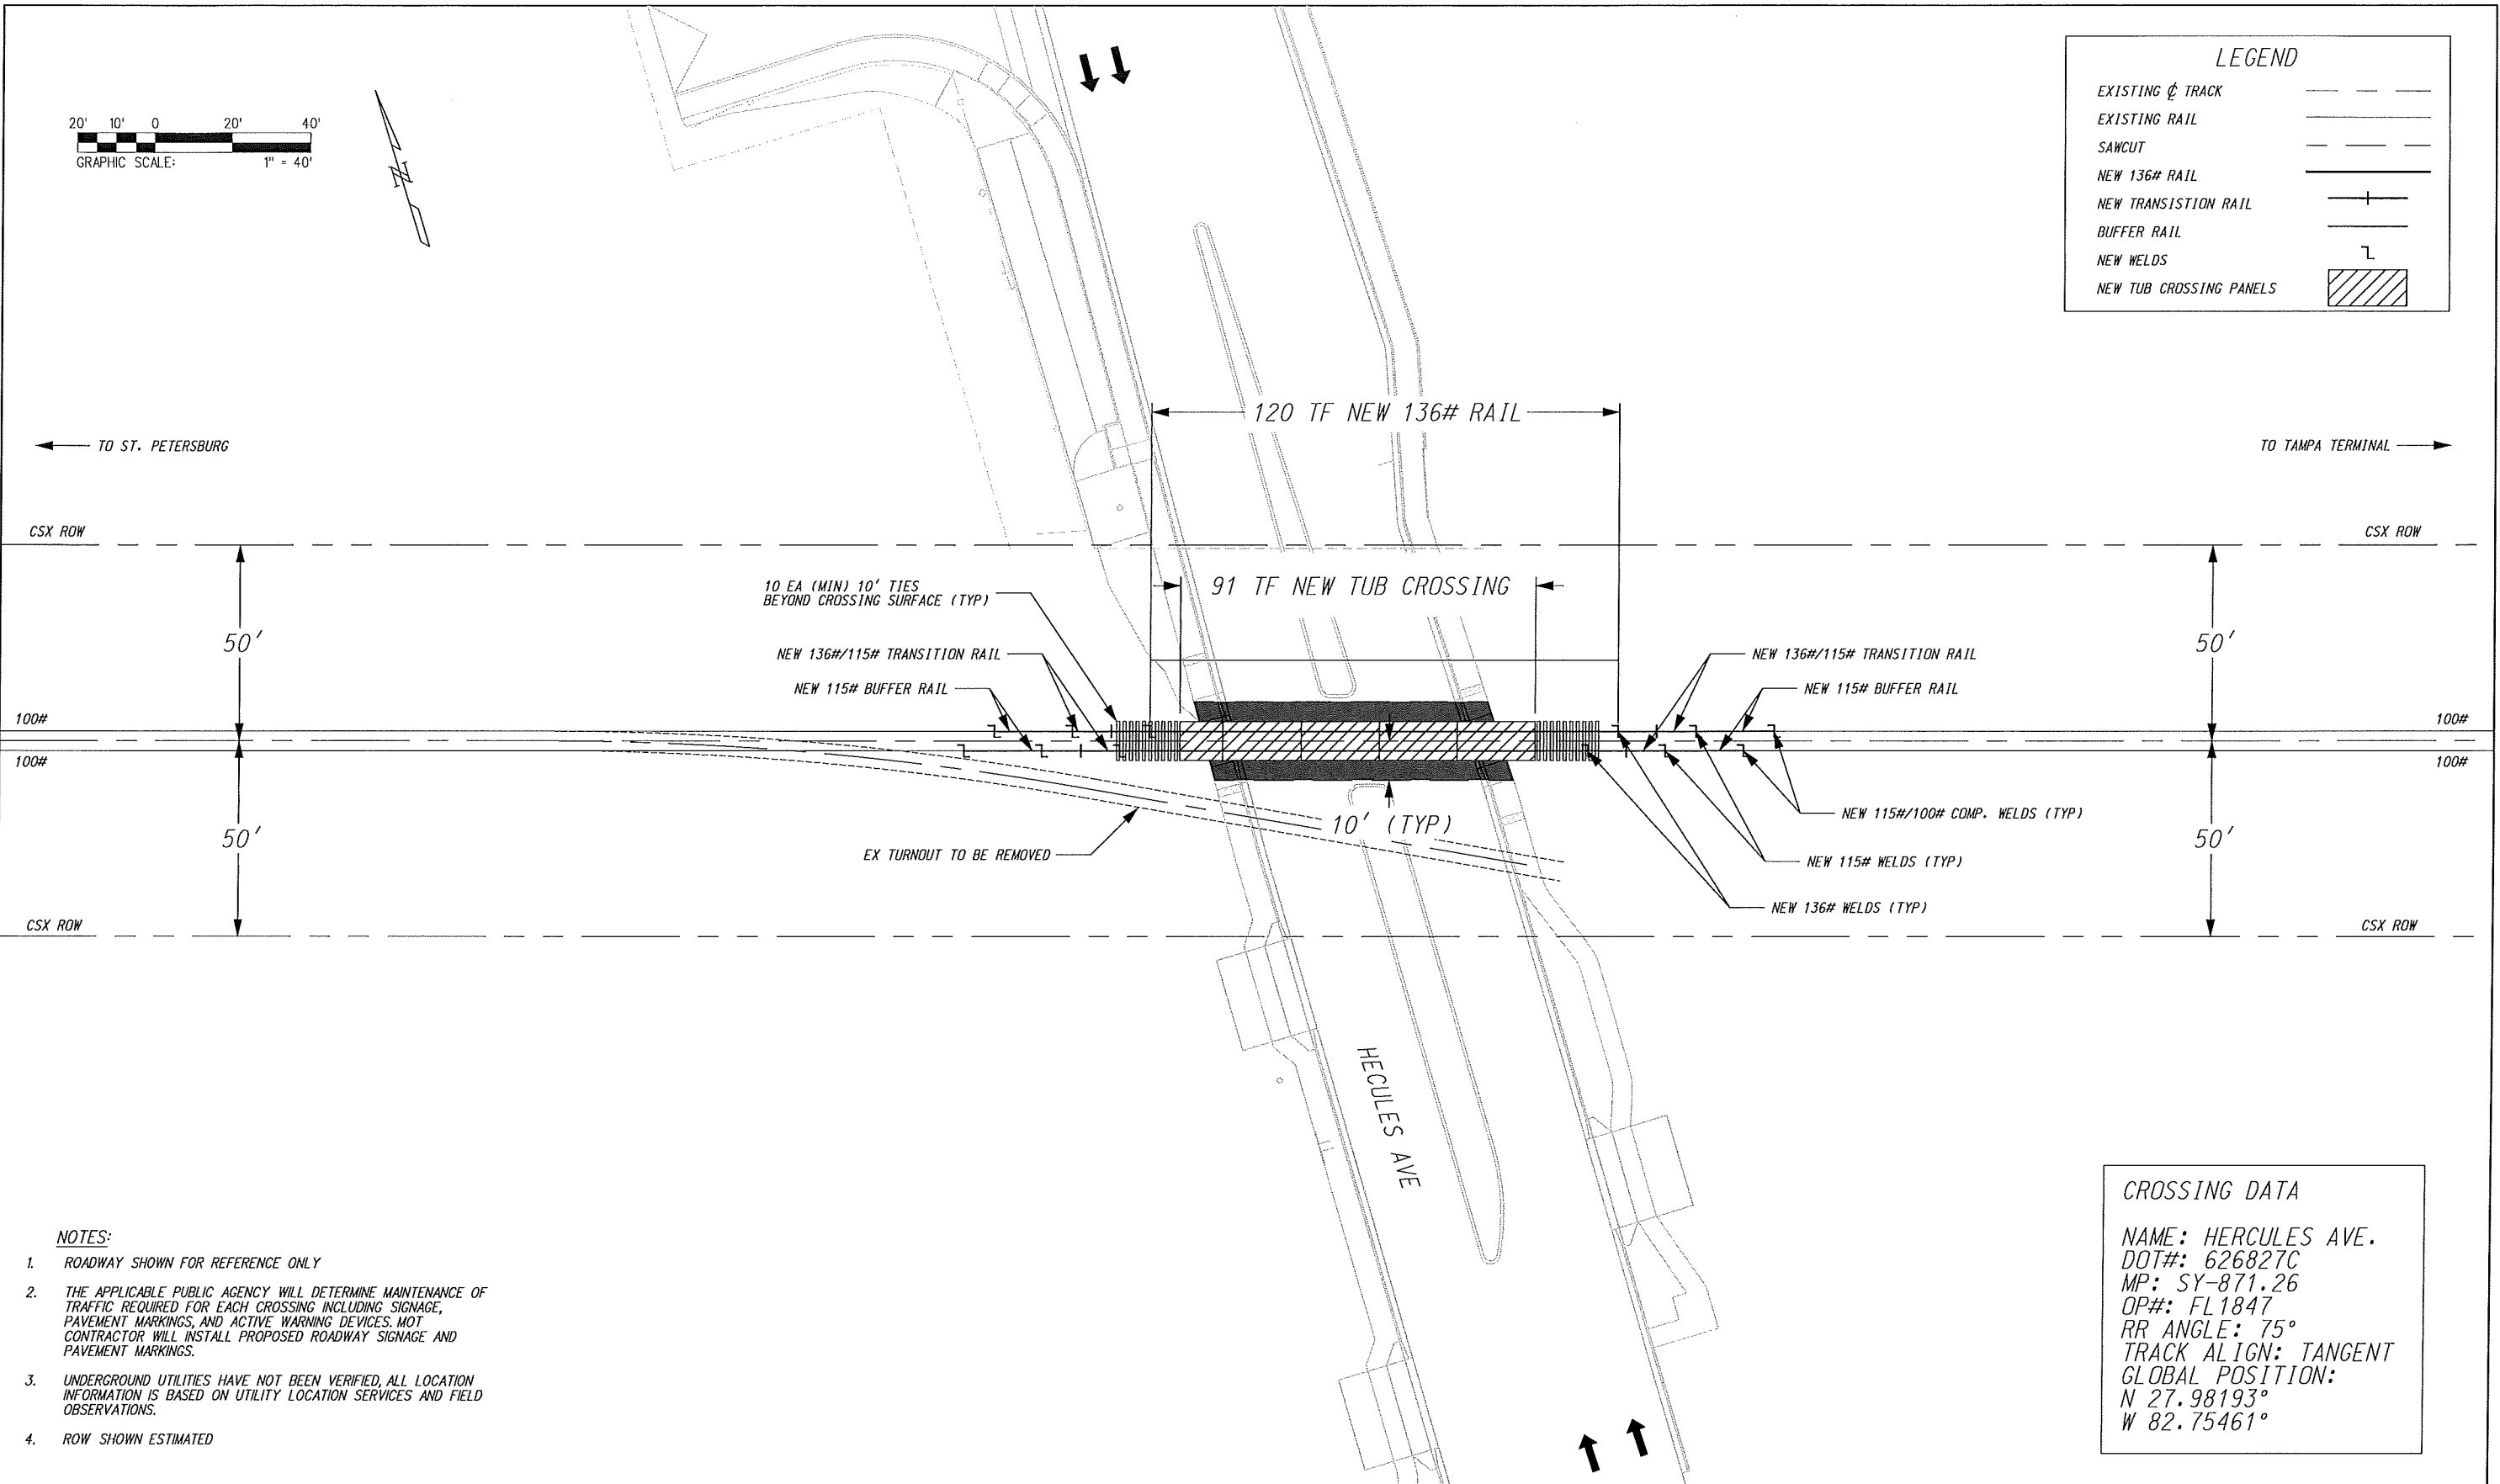 LEGEND
EXISTING ℄ TRACK
EXISTING RAIL
SAWCUT
NEW 136# RAIL
NEW TRANSISTION RAIL
BUFFER RAIL
NEW WELDS
NEW TUB CROSSING PANELS
20' 10' 0 20' 40'
GRAPHIC SCALE: 1" = 40'
N
120 TF NEW 136# RAIL
TO ST. PETERSBURG
TO TAMPA TERMINAL
CSX ROW
CSX ROW
10 EA (MIN) 10' TIES
BEYOND CROSSING SURFACE (TYP)
91 TF NEW TUB CROSSING
50'
50'
NEW 136#/115# TRANSITION RAIL
NEW 136#/115# TRANSITION RAIL
NEW 115# BUFFER RAIL
NEW 115# BUFFER RAIL
100#
100#
100#
100#
50'
50'
10' (TYP)
NEW 115#/100# COMP. WELDS (TYP)
EX TURNOUT TO BE REMOVED
NEW 115# WELDS (TYP)
NEW 136# WELDS (TYP)
CSX ROW
CSX ROW
HECULES AVE
NOTES:
1. ROADWAY SHOWN FOR REFERENCE ONLY
2. THE APPLICABLE PUBLIC AGENCY WILL DETERMINE MAINTENANCE OF
TRAFFIC REQUIRED FOR EACH CROSSING INCLUDING SIGNAGE,
PAVEMENT MARKINGS, AND ACTIVE WARNING DEVICES. MOT
CONTRACTOR WILL INSTALL PROPOSED ROADWAY SIGNAGE AND
PAVEMENT MARKINGS.
3. UNDERGROUND UTILITIES HAVE NOT BEEN VERIFIED, ALL LOCATION
INFORMATION IS BASED ON UTILITY LOCATION SERVICES AND FIELD
OBSERVATIONS.
4. ROW SHOWN ESTIMATED
CROSSING DATA
NAME: HERCULES AVE.
DOT#: 626827C
MP: SY-871.26
OP#: FL1847
RR ANGLE: 75°
TRACK ALIGN: TANGENT
GLOBAL POSITION:
N 27.98193°
W 82.75461°